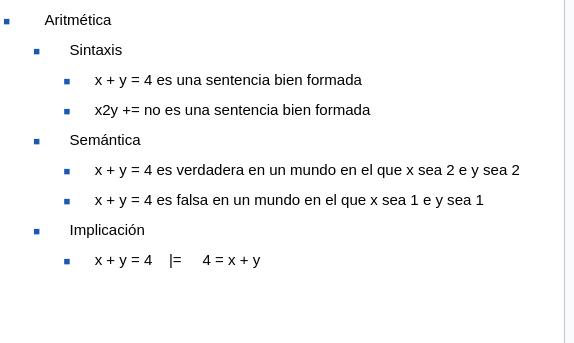 Aritmética
Sintaxis
x + y = 4 es una sentencia bien formada
x2y += no es una sentencia bien formada
Semántica
x + y = 4 es verdadera en un mundo en el que x sea 2 e y sea 2
x + y = 4 es falsa en un mundo en el que x sea 1 e y sea 1
Implicación
x + y = 4 |= 4 = x + y